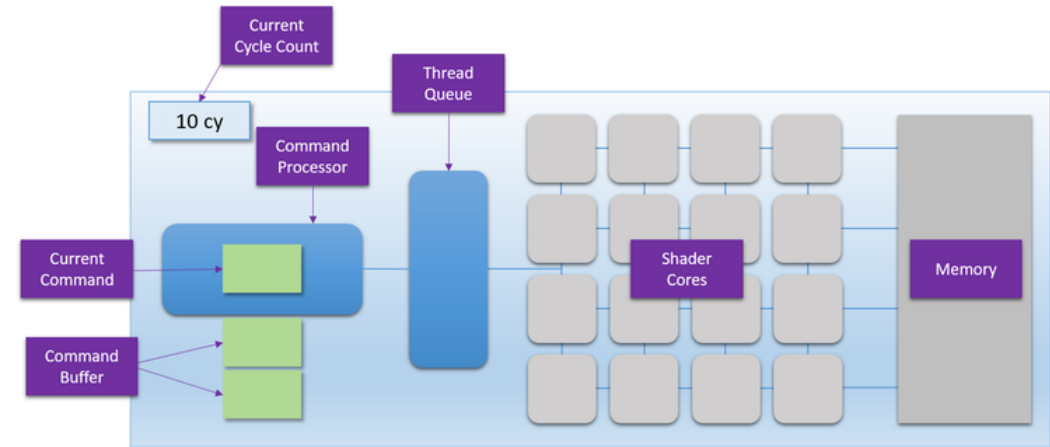 Current
Cycle Count
10 cy
Thread
Queue
Command
Processor
Current
Command
Shader
Cores
Memory
Command
Buffer